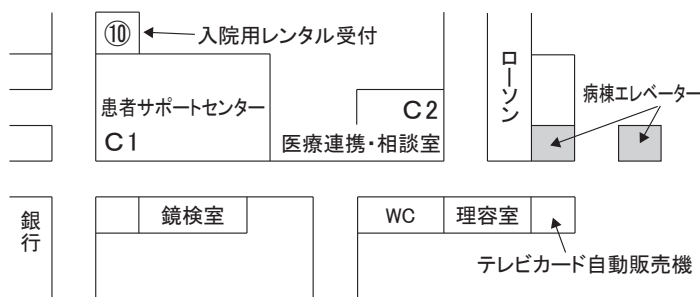 ⑩
入院用レンタル受付
ローソン
患者サポートセンター
C1
C2
医療連携・相談室
病棟エレベーター
銀行
鏡検室
WC
理容室
テレビカード自動販売機